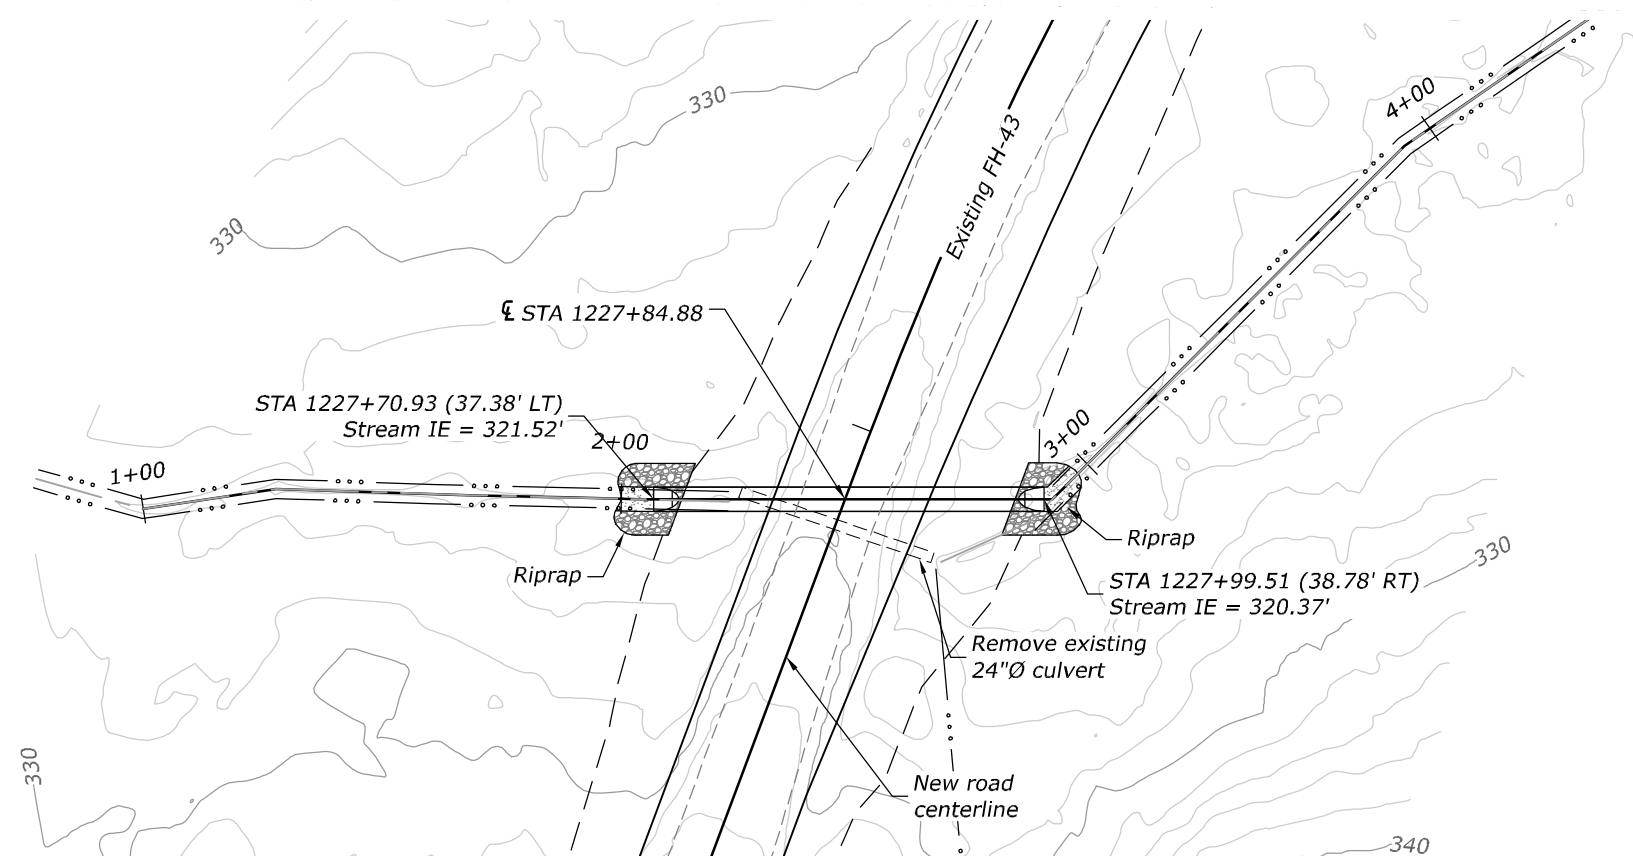 330
4+00
Existing FH-43
330
℄ STA 1227+84.88
STA 1227+70.93 (37.38' LT)
Stream IE = 321.52'
2+00
3+00
1+00
Riprap
Riprap
330
STA 1227+99.51 (38.78' RT)
Stream IE = 320.37'
Remove existing
24"Ø culvert
330
New road
centerline
340